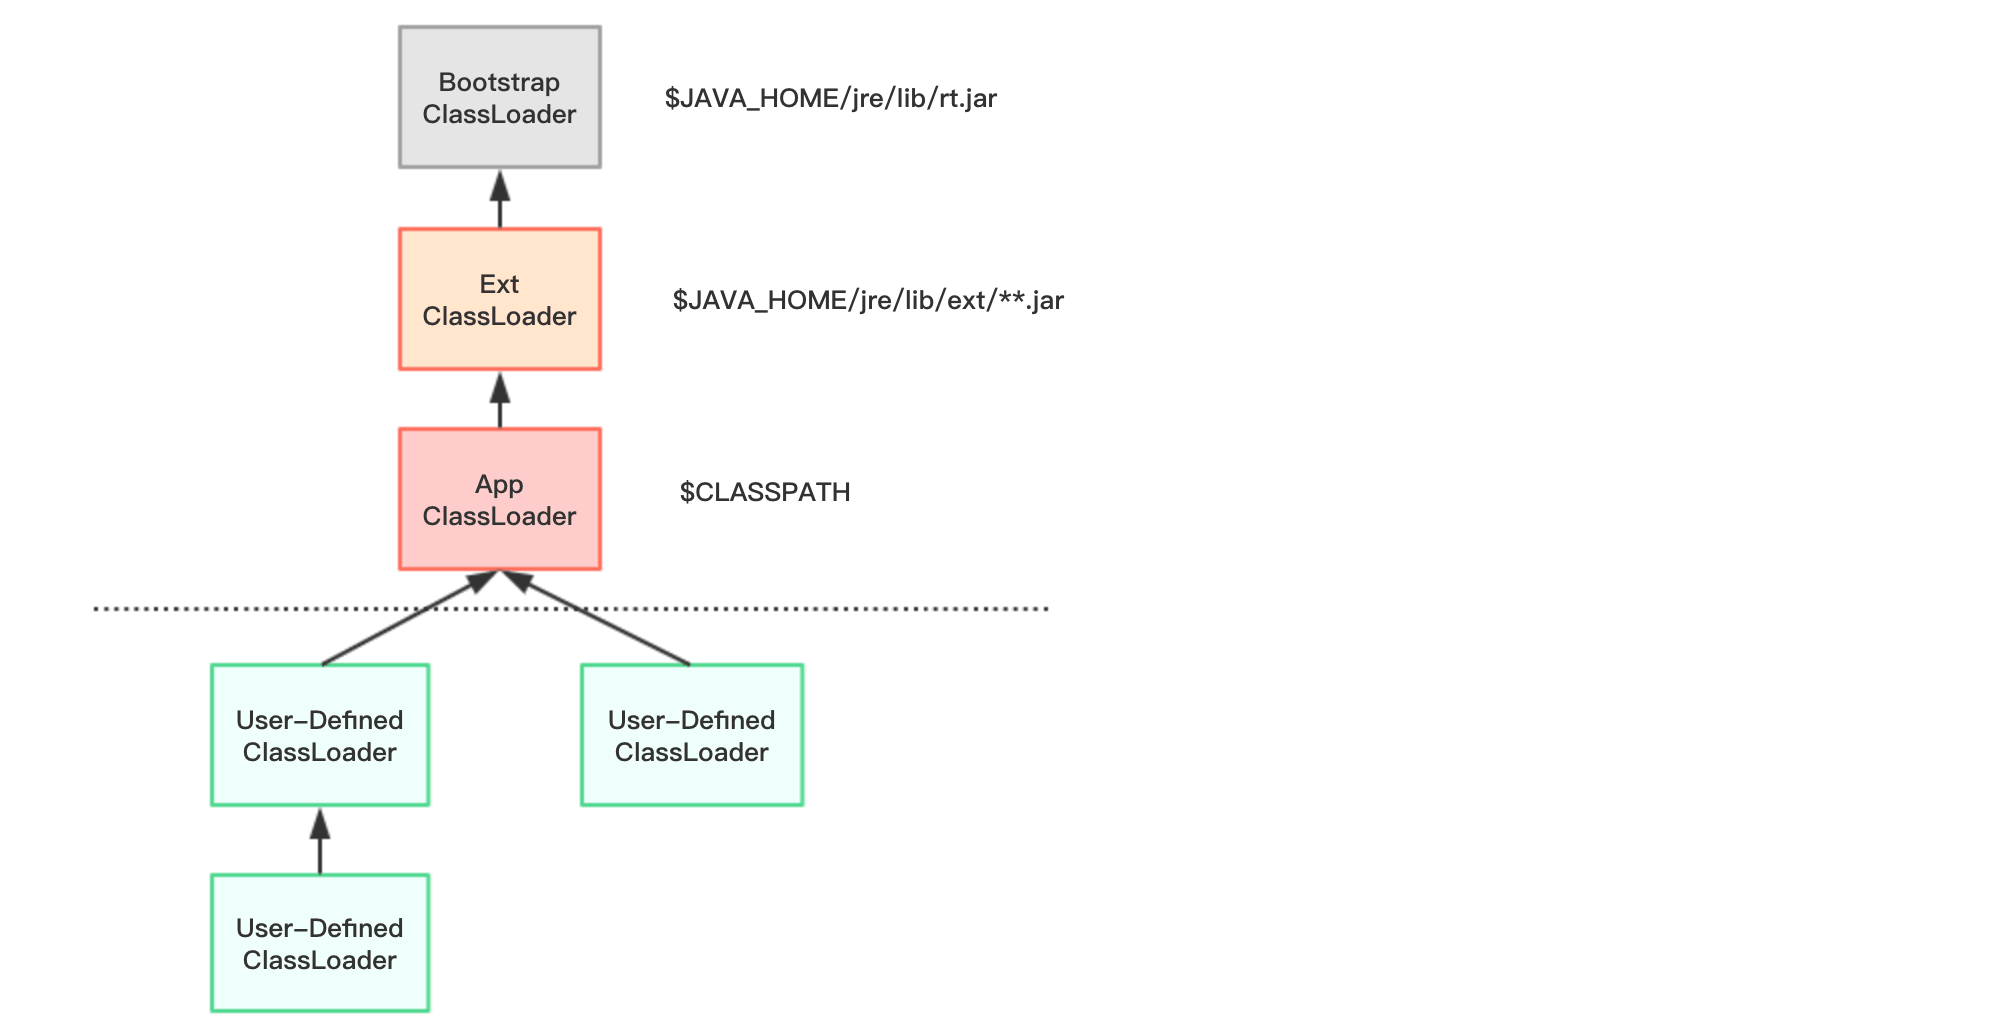 Bootstrap
ClassLoader
$JAVA_HOME/jre/lib/rt.jar
Ext
ClassLoader
$JAVA_HOME/jre/lib/ext/**.jar
App
ClassLoader
$CLASSPATH
User-Defined
ClassLoader
User-Defined
ClassLoader
User-Defined
ClassLoader